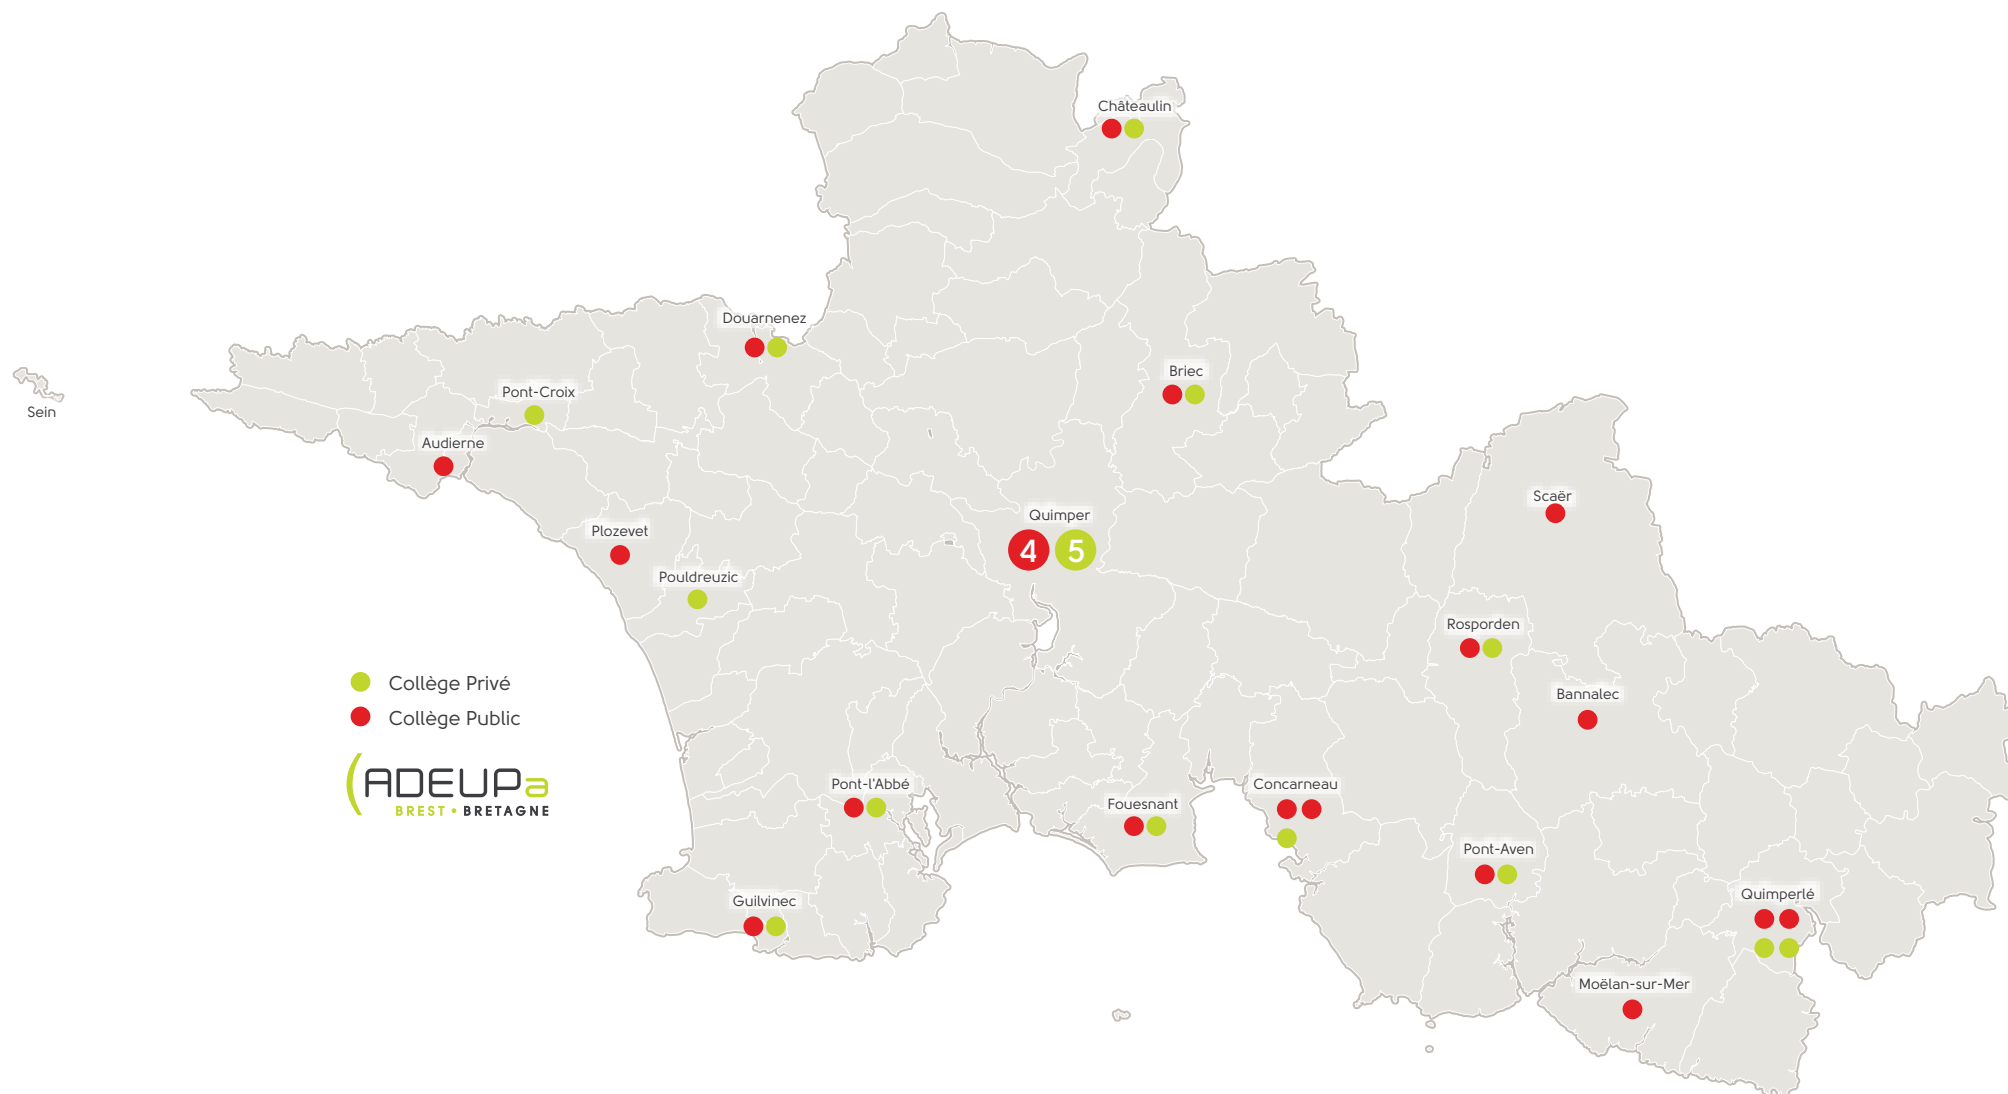 Châteaulin
Douarnenez
Briec
Pont-Croix
Sein
Audierne
Scaër
Quimper
4 5
Plozevet
Pouldreuzic
Rosporden
Collège Privé
Bannalec
Collège Public
ADEUPa
BREST • BRETAGNE
Pont-l'Abbé
Concarneau
Fouesnant
Pont-Aven
Quimperlé
Guilvinec
Moëlan-sur-Mer